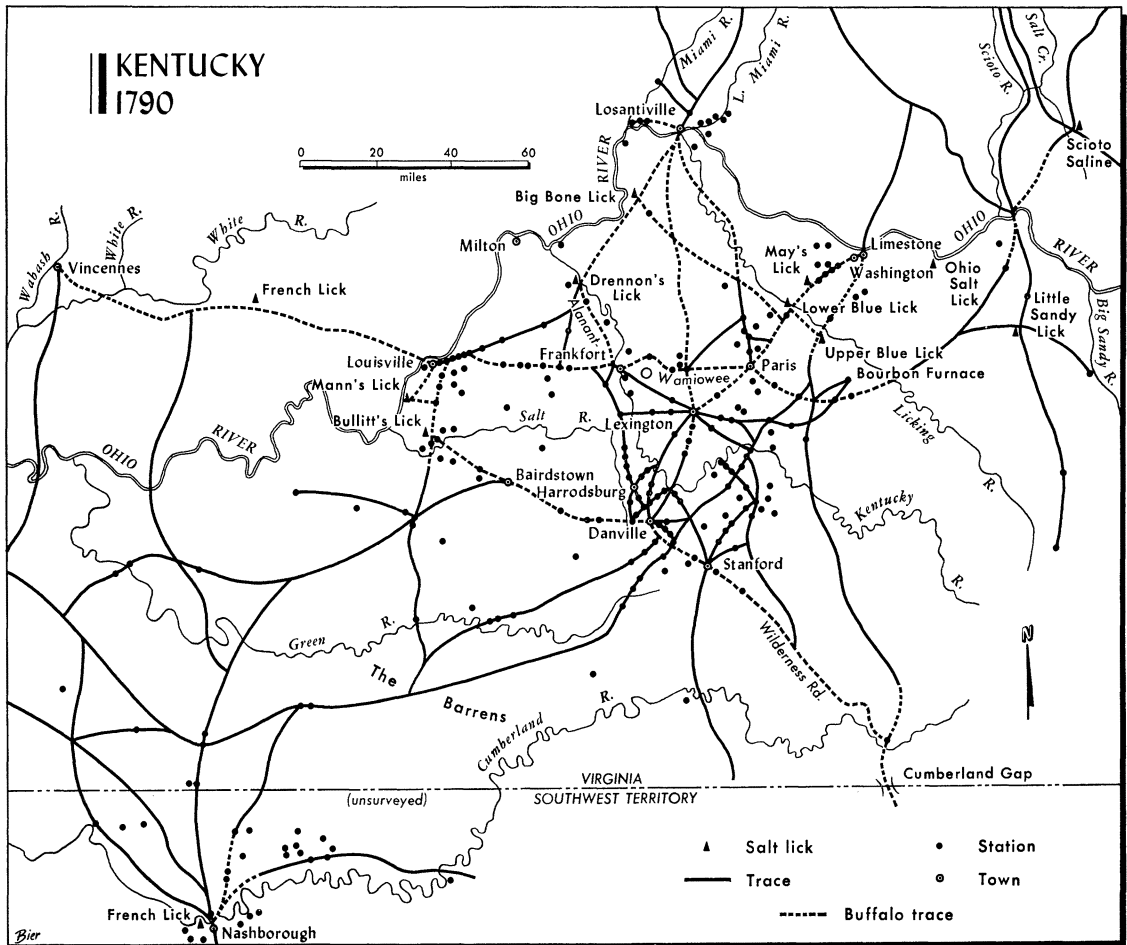 KENTUCKY
1790
0 20 40 60
miles
Miami R.
L. Miami R.
Scioto R.
Salt Cr.
Losantiville
Scioto
Saline
RIVER
Big Bone Lick
OHIO
Milton
OHIO
RIVER
OHIO
Limestone
May's
Lick
Washington
Ohio
Salt
Lick
Wabash R.
White R.
White R.
Vincennes
French Lick
Drennon's
Lick
Lower Blue Lick
Little
Sandy
Lick
Big Sandy R.
Alanant-
O Wamiowee
Louisville
Frankfort
Paris
Upper Blue Lick
Bourbon Furnace
Mann's Lick
Bullitt's Lick
Salt R.
Lexington
Licking
R.
OHIO
RIVER
Bairdstown
Harrodsburg
Kentucky
R.
Danville
Stanford
Green R.
Wilderness Rd.
N
The
Barrens
Cumberland
R.
Cumberland Gap
VIRGINIA
(unsurveyed)
SOUTHWEST TERRITORY
Salt lick
Station
Trace
Town
Buffalo trace
French Lick
Nashborough
Bier